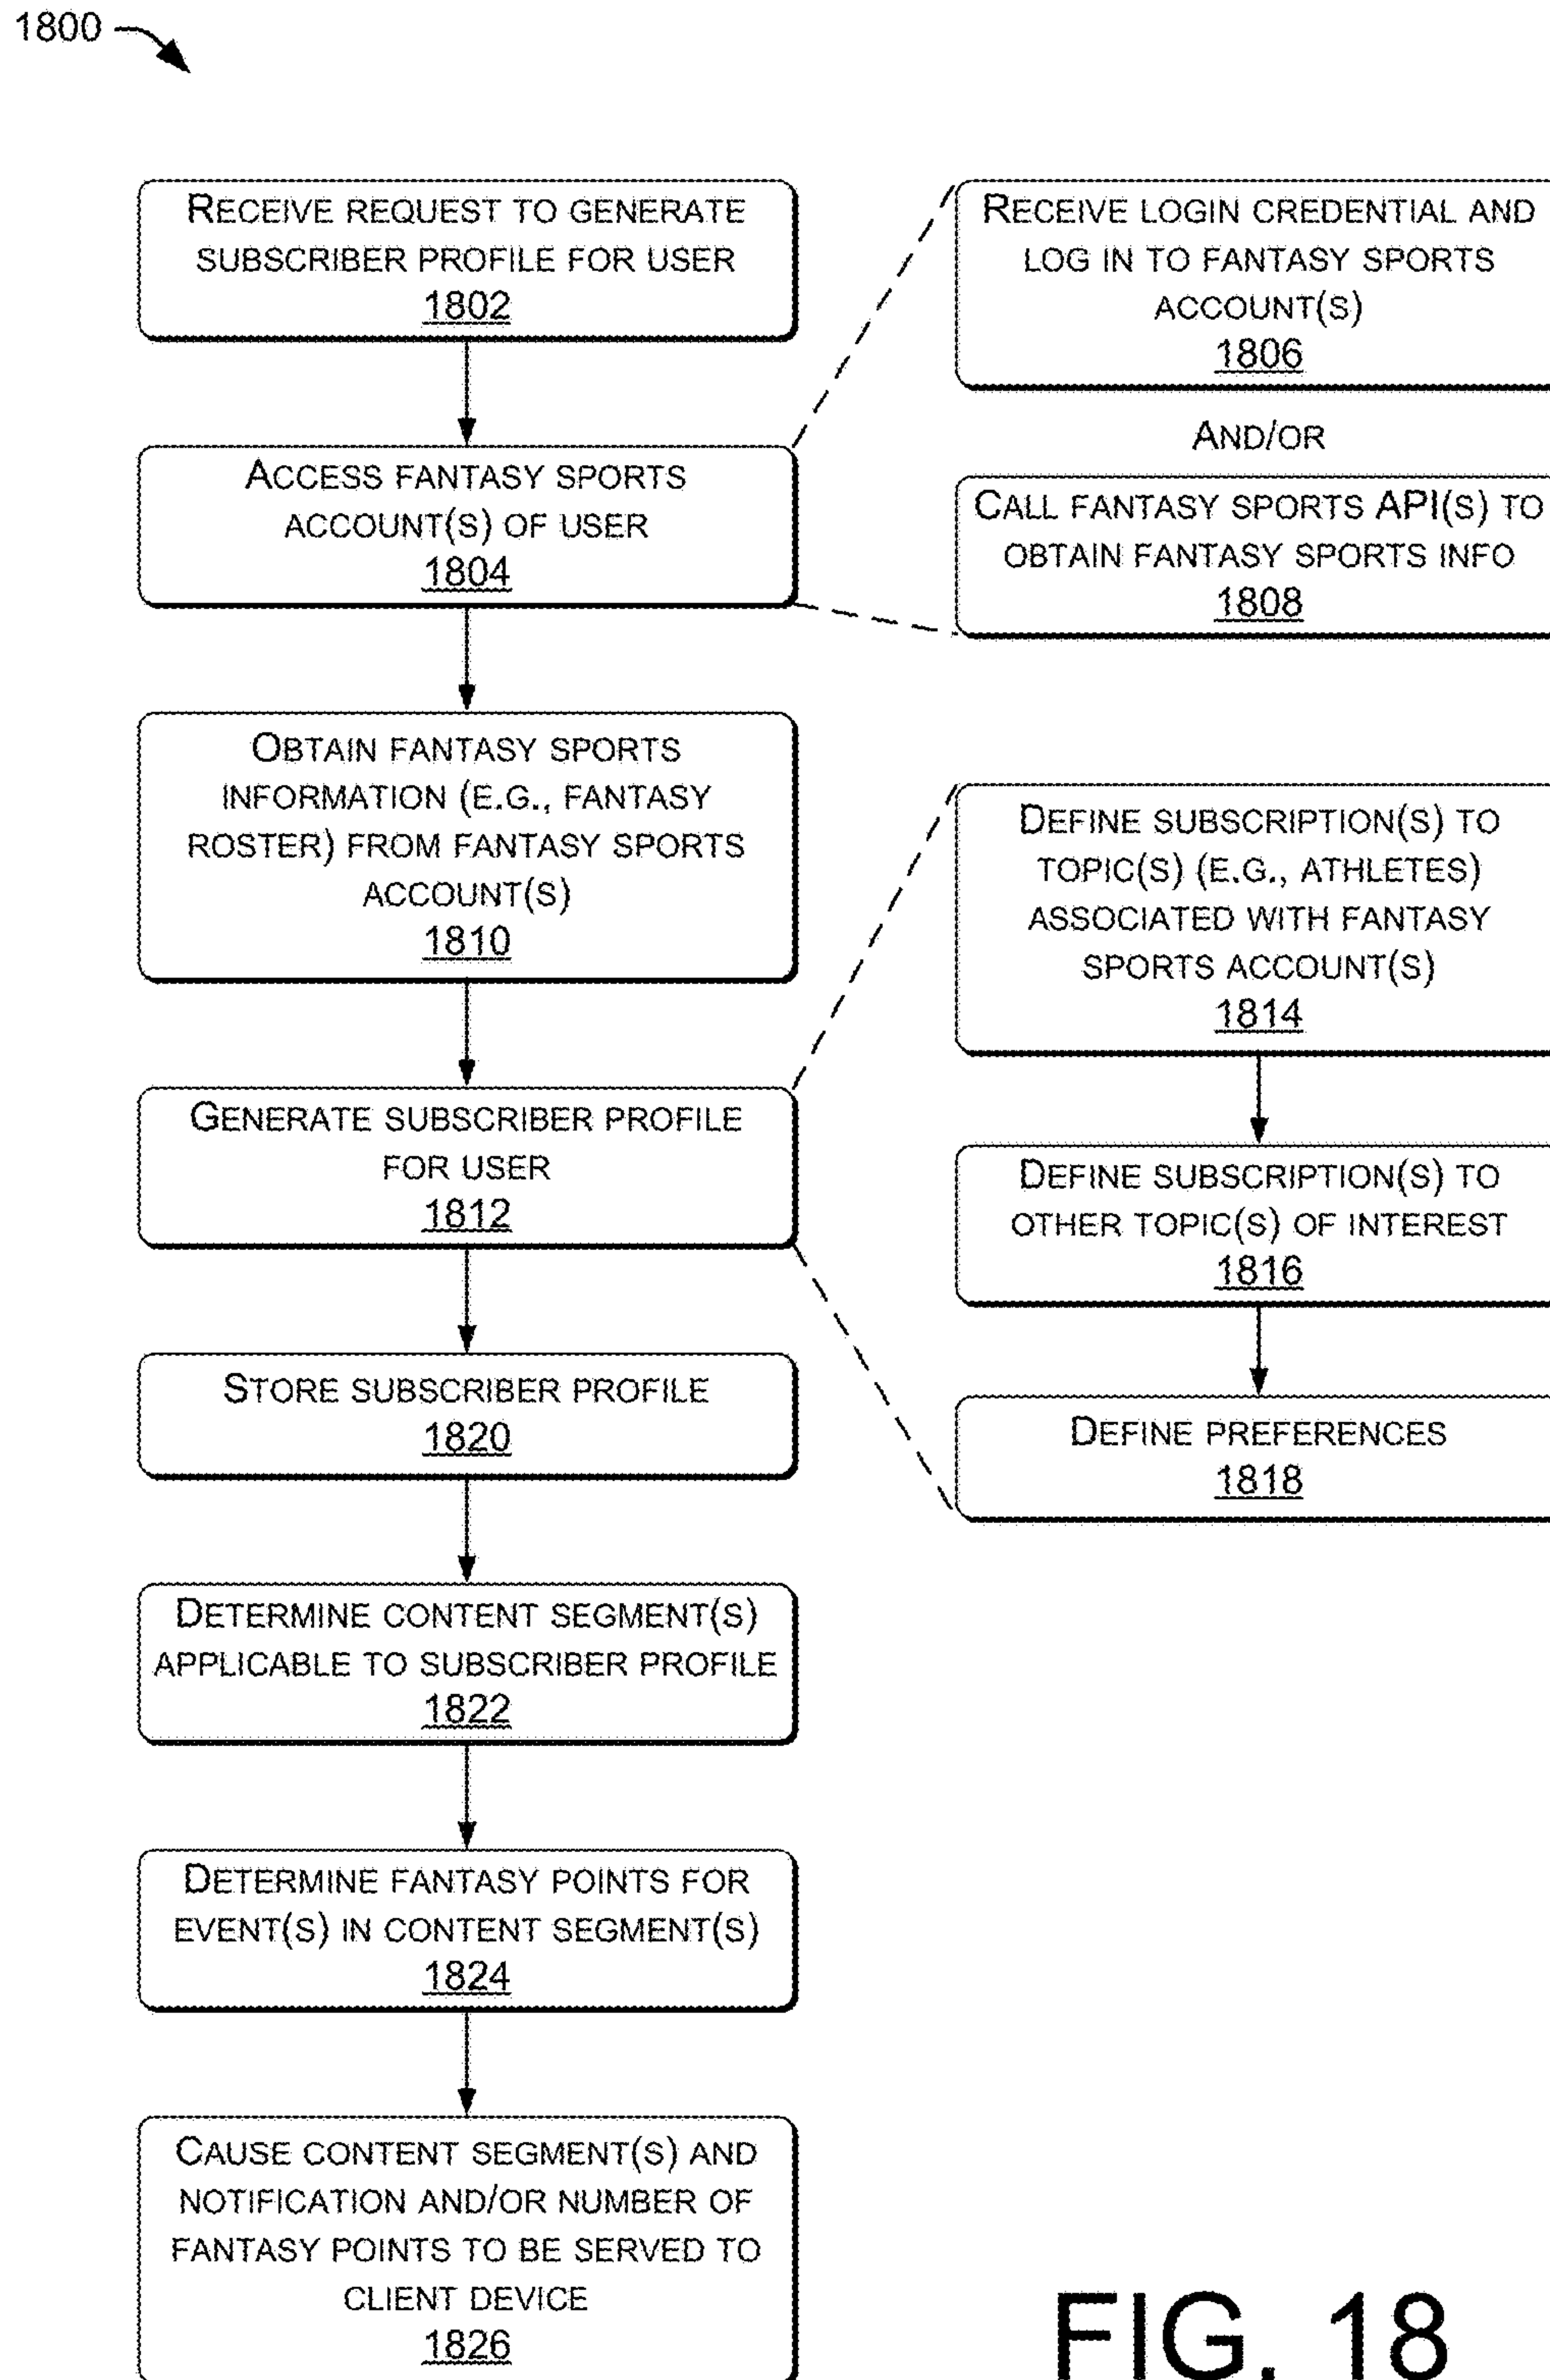 1800
RECEIVE REQUEST TO GENERATE
SUBSCRIBER PROFILE FOR USER
1802
ACCESS FANTASY SPORTS
ACCOUNT(S) OF USER
1804
RECEIVE LOGIN CREDENTIAL AND
LOG IN TO FANTASY SPORTS
ACCOUNT(S)
1806
AND/OR
CALL FANTASY SPORTS API(S) TO
OBTAIN FANTASY SPORTS INFO
1808
OBTAIN FANTASY SPORTS
INFORMATION (E.G., FANTASY
ROSTER) FROM FANTASY SPORTS
ACCOUNT(S)
1810
GENERATE SUBSCRIBER PROFILE
FOR USER
1812
DEFINE SUBSCRIPTION(S) TO
TOPIC(S) (E.G., ATHLETES)
ASSOCIATED WITH FANTASY
SPORTS ACCOUNT(S)
1814
DEFINE SUBSCRIPTION(S) TO
OTHER TOPIC(S) OF INTEREST
1816
DEFINE PREFERENCES
1818
STORE SUBSCRIBER PROFILE
1820
DETERMINE CONTENT SEGMENT(S)
APPLICABLE TO SUBSCRIBER PROFILE
1822
DETERMINE FANTASY POINTS FOR
EVENT(S) IN CONTENT SEGMENT(S)
1824
CAUSE CONTENT SEGMENT(S) AND
NOTIFICATION AND/OR NUMBER OF
FANTASY POINTS TO BE SERVED TO
CLIENT DEVICE
1826
FIG. 18